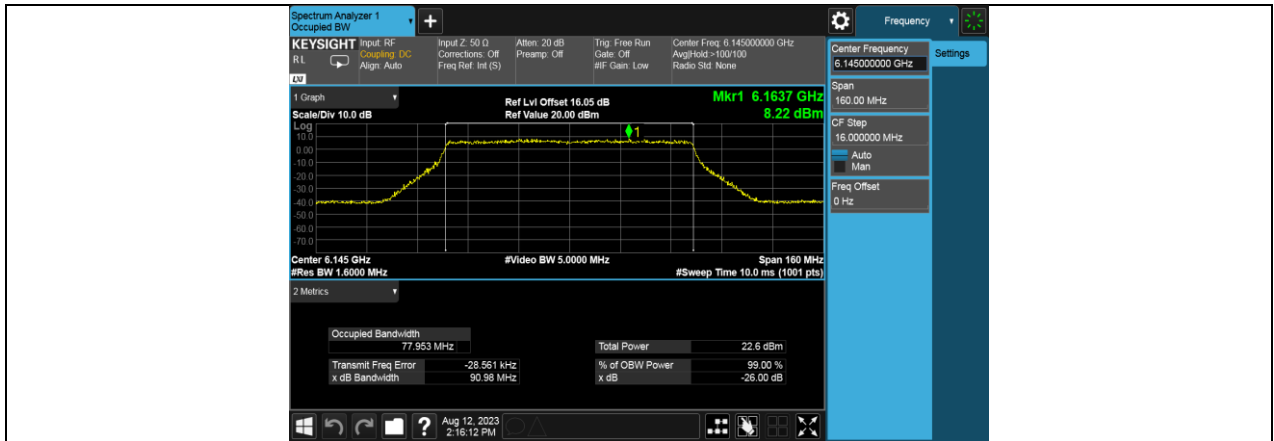 Spectrum Analyzer 1
Occupied BW
+
Frequency
KEYSIGHT
R L
LXI
Input: RF
Coupling: DC
Align: Auto
Input Z: 50 Ω
Corrections: Off
Freq Ref: Int (S)
Atten: 20 dB
Preamp: Off
Trig: Free Run
Gate: Off
#IF Gain: Low
Center Freq: 6.145000000 GHz
Avg|Hold:>100/100
Radio Std: None
Center Frequency
6.145000000 GHz
Settings
Span
160.00 MHz
CF Step
16.000000 MHz
Auto
Man
Freq Offset
0 Hz
1 Graph
Scale/Div 10.0 dB
Ref Lvl Offset 16.05 dB
Ref Value 20.00 dBm
Mkr1 6.1637 GHz
8.22 dBm
Log
10.0
0.00
-10.0
-20.0
-30.0
-40.0
-50.0
-60.0
-70.0
1
Center 6.145 GHz
#Video BW 5.0000 MHz
Span 160 MHz
#Res BW 1.6000 MHz
#Sweep Time 10.0 ms (1001 pts)
2 Metrics
Occupied Bandwidth
77.953 MHz
Total Power 22.6 dBm
Transmit Freq Error -28.561 kHz
% of OBW Power 99.00 %
x dB Bandwidth 90.98 MHz
x dB -26.00 dB
?
Aug 12, 2023
2:16:12 PM